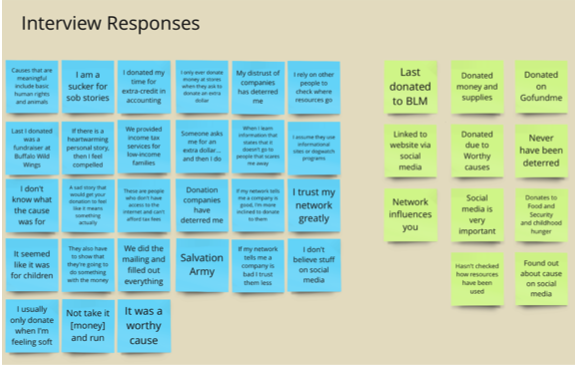 Interview Responses
Causes that are
meaningful
include basic
human rights
and animals
I am a
sucker for
sob stories
I donated my
time for
extra-credit in
accounting
I only ever donate
money at stores
when they ask to
donate an extra
dollar
My distrust of
companies
has deterred
me
I rely on other
people to
check where
resources go
Last I donated
was a
fundraiser at
Buffalo Wild
Wings
If there is a
heartwarming
personal story,
then I feel
compelled
We provided
income tax
services for
low-income
families
Someone asks
me for an
extra dollar...
and then I do
When I learn
information that
states that it
doesn't go to
people that scares
me away
I assume they use
informational
sites or dogwatch
programs
I don't
know what
the cause
was for
A sad story that
would get your
donation to feel
like it means
something
actually
These are people
who don't have
access to the
internet and can't
afford tax fees
Donation
companies
have
deterred me
If my network tells
me a company is
good, I'm more
inclined to donate
to them
I trust my
network
greatly
It seemed
like it was
for children
They also have
to show that
they're going to
do something
with the money
We did the
mailing and
filled out
everything
Salvation
Army
If my network
tells me a
company is
bad I trust
them less
I don't
believe stuff
on social
media
I usually
only donate
when I'm
feeling soft
Not take it
[money]
and run
It was a
worthy
cause
Last
donated
to BLM
Donated
money and
supplies
Donated
on
Gofundme
Linked to
website via
social
media
Donated
due to
Worthy
causes
Never
have been
deterred
Network
influences
you
Social
media is
very
important
Donates to
Food and
Security
and childhood
hunger
Hasn't checked
how resources
have been
used
Found out
about cause
on social
media